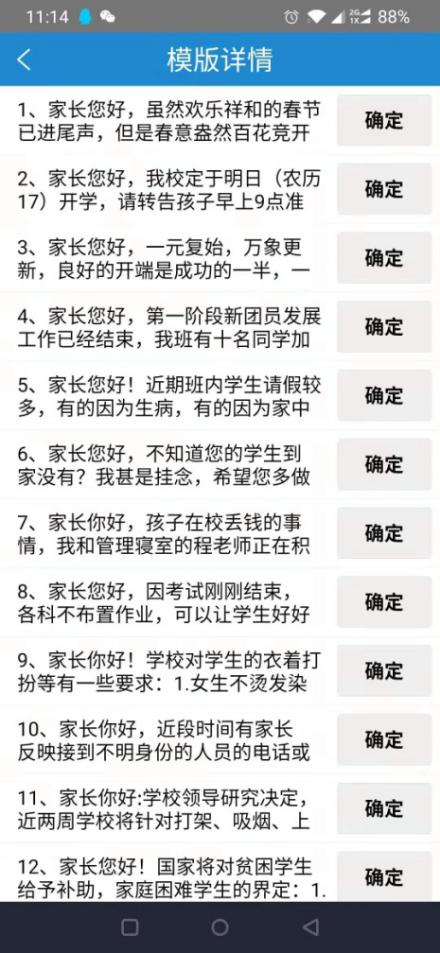 11:14
2G
1X
88%
模版详情
1、家长您好，虽然欢乐祥和的春节
已进尾声，但是春意盎然百花竞开
确定
2、家长您好，我校定于明日（农历
17）开学，请转告孩子早上9点准
确定
3、家长您好，一元复始，万象更
新，良好的开端是成功的一半，一
确定
4、家长您好，第一阶段新团员发展
工作已经结束，我班有十名同学加
确定
5、家长您好！近期班内学生请假较
多，有的因为生病，有的因为家中
确定
6、家长您好，不知道您的学生到
家没有？我甚是挂念，希望您多做
确定
7、家长你好，孩子在校丢钱的事
情，我和管理寝室的程老师正在积
确定
8、家长您好，因考试刚刚结束，
各科不布置作业，可以让学生好好
确定
9、家长你好！学校对学生的衣着打
扮等有一些要求：1.女生不烫发染
确定
10、家长你好，近段时间有家长
反映接到不明身份的人员的电话或
确定
11、家长你好:学校领导研究决定，
近两周学校将针对打架、吸烟、上
确定
12、家长您好！国家将对贫困学生
给予补助，家庭困难学生的界定：1.
确定